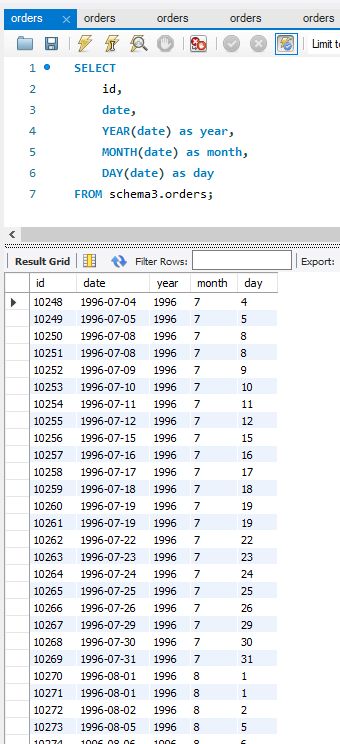 orders orders orders orders orders
Limit to
1 SELECT
2 id,
3 date,
4 YEAR(date) as year,
5 MONTH(date) as month,
6 DAY(date) as day
7 FROM schema3.orders;
Result Grid Filter Rows: Export:
id date year month day
10248 1996-07-04 1996 7 4
10249 1996-07-05 1996 7 5
10250 1996-07-08 1996 7 8
10251 1996-07-08 1996 7 8
10252 1996-07-09 1996 7 9
10253 1996-07-10 1996 7 10
10254 1996-07-11 1996 7 11
10255 1996-07-12 1996 7 12
10256 1996-07-15 1996 7 15
10257 1996-07-16 1996 7 16
10258 1996-07-17 1996 7 17
10259 1996-07-18 1996 7 18
10260 1996-07-19 1996 7 19
10261 1996-07-19 1996 7 19
10262 1996-07-22 1996 7 22
10263 1996-07-23 1996 7 23
10264 1996-07-24 1996 7 24
10265 1996-07-25 1996 7 25
10266 1996-07-26 1996 7 26
10267 1996-07-29 1996 7 29
10268 1996-07-30 1996 7 30
10269 1996-07-31 1996 7 31
10270 1996-08-01 1996 8 1
10271 1996-08-01 1996 8 1
10272 1996-08-02 1996 8 2
10273 1996-08-05 1996 8 5